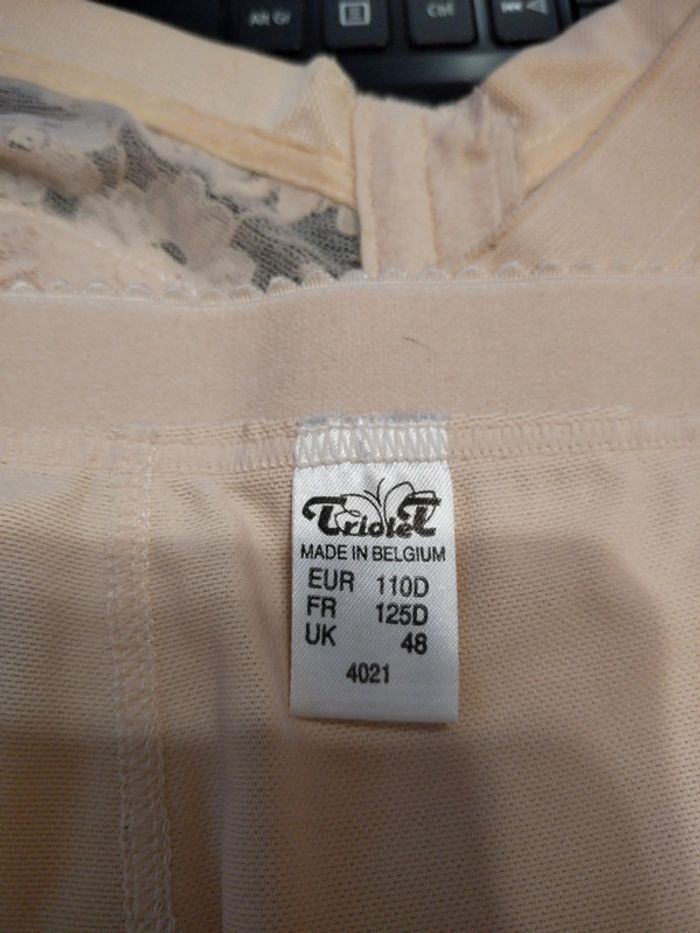 Alt Gr
Ctrl
TrioleT
MADE IN BELGIUM
EUR 110D
FR 125D
UK 48
4021